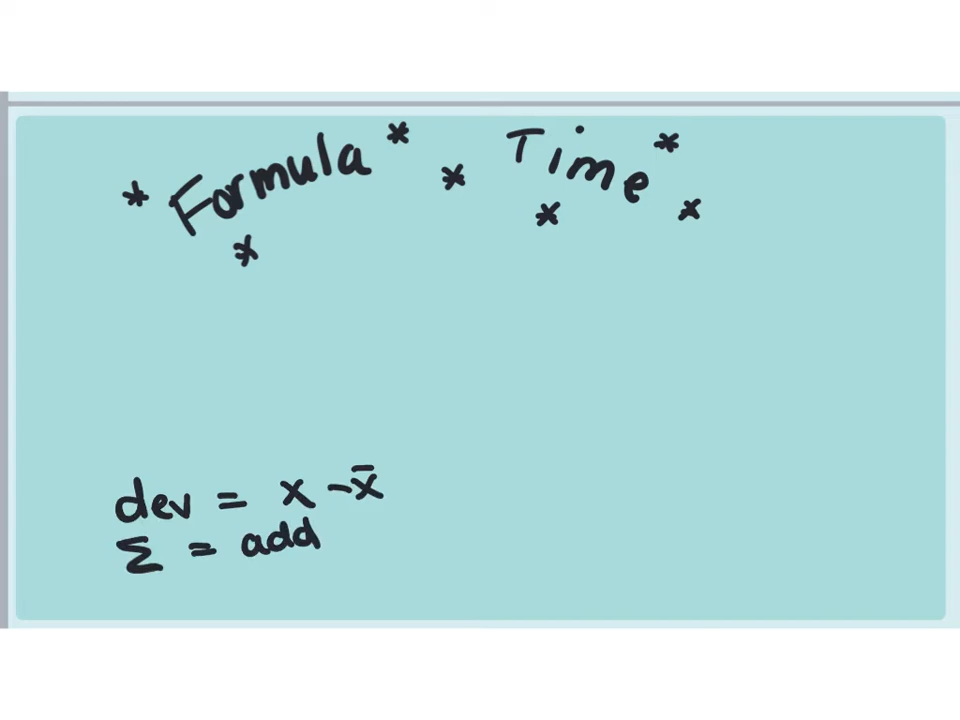 * Formula * * Time *
* * *
dev = x - x̄
Σ = add